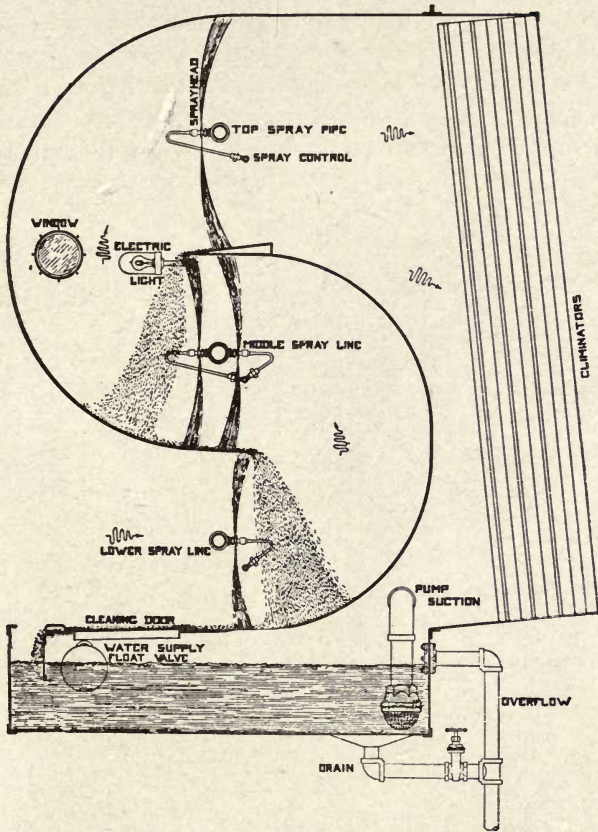 SPRAYHEAD
TOP SPRAY PIPE
SPRAY CONTROL
WINDOW
ELECTRIC
LIGHT
MIDDLE SPRAY LINE
ELIMINATORS
LOWER SPRAY LINE
PUMP
SUCTION
CLEANING DOOR
WATER SUPPLY
FLOAT VALVE
OVERFLOW
DRAIN